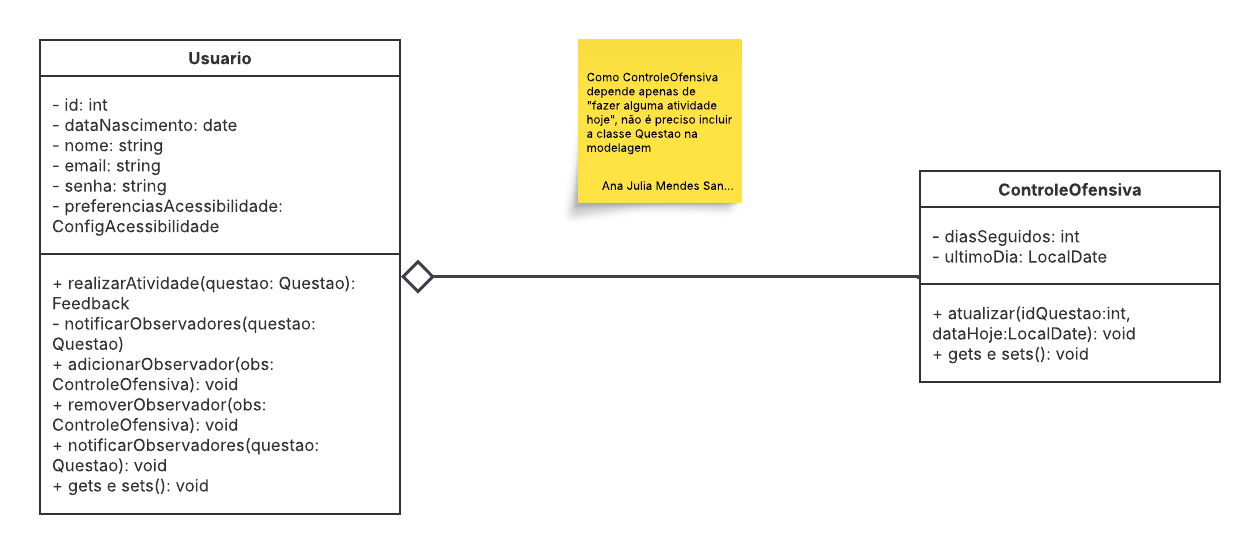 Usuario
- id: int
- dataNascimento: date
- nome: string
- email: string
- senha: string
- preferenciasAcessibilidade:
ConfigAcessibilidade
+ realizarAtividade(questao: Questao):
Feedback
- notificarObservadores(questao:
Questao)
+ adicionarObservador(obs:
ControleOfensiva): void
+ removerObservador(obs:
ControleOfensiva): void
+ notificarObservadores(questao:
Questao): void
+ gets e sets(): void
Como ControleOfensiva
depende apenas de
"fazer alguma atividade
hoje", não é preciso incluir
a classe Questao na
modelagem
Ana Julia Mendes San...
ControleOfensiva
- diasSeguidos: int
- ultimoDia: LocalDate
+ atualizar(idQuestao:int,
dataHoje:LocalDate): void
+ gets e sets(): void